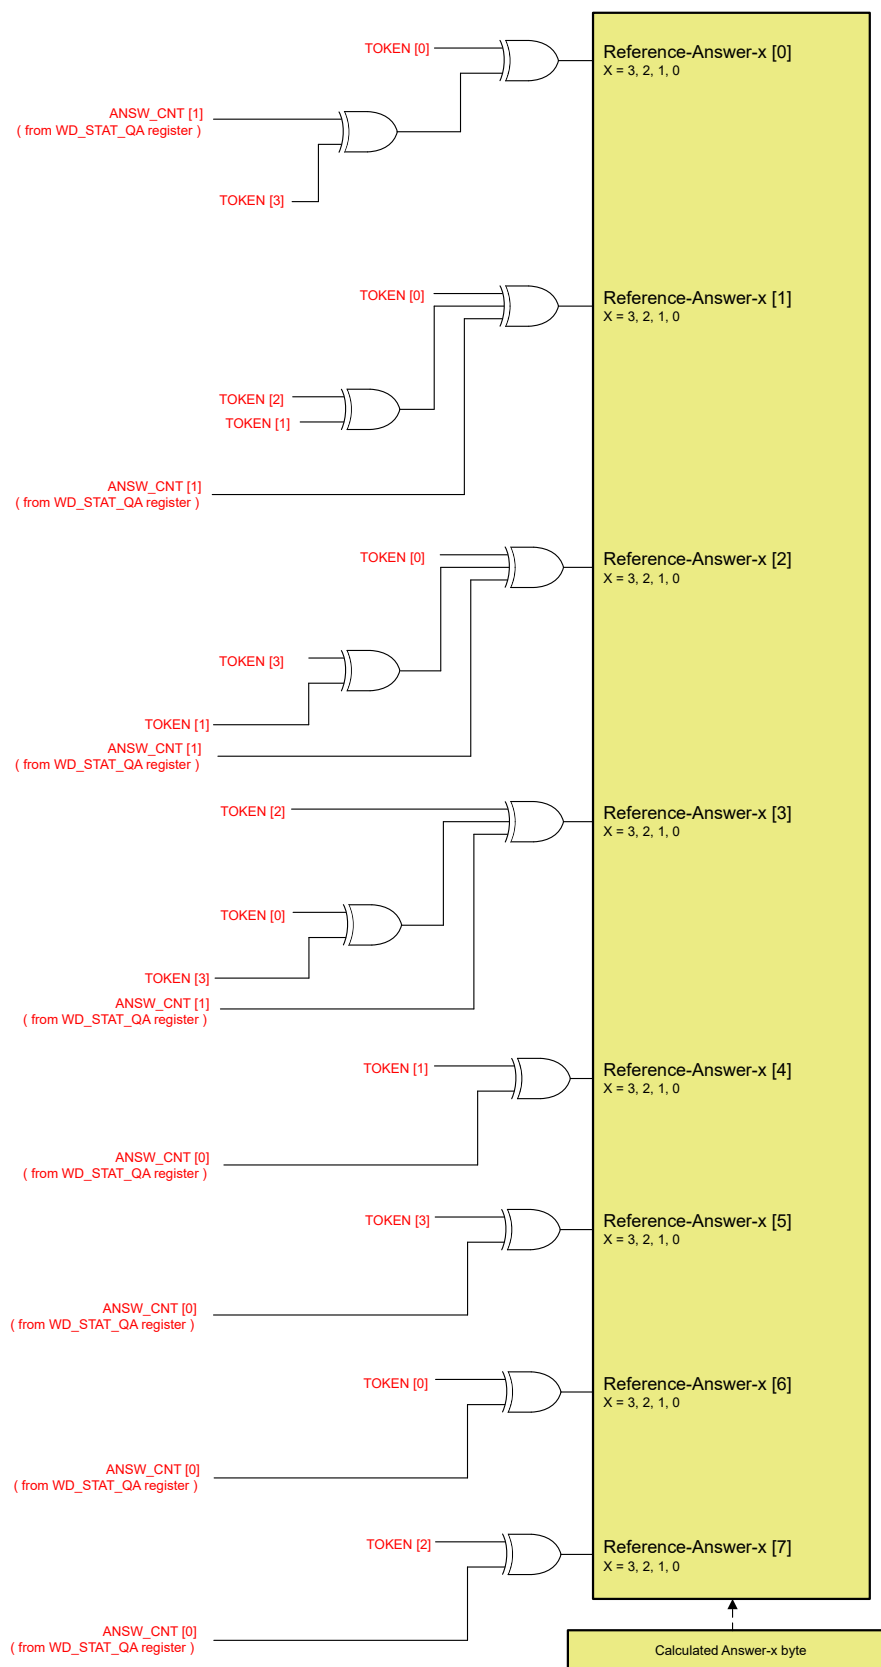 TOKEN [0]
Reference-Answer-x [0]
X = 3, 2, 1, 0
ANSW_CNT [1]
( from WD_STAT_QA register )
TOKEN [3]
TOKEN [0]
Reference-Answer-x [1]
X = 3, 2, 1, 0
TOKEN [2]
TOKEN [1]
ANSW_CNT [1]
( from WD_STAT_QA register )
TOKEN [0]
Reference-Answer-x [2]
X = 3, 2, 1, 0
TOKEN [3]
TOKEN [1]
ANSW_CNT [1]
( from WD_STAT_QA register )
TOKEN [2]
Reference-Answer-x [3]
X = 3, 2, 1, 0
TOKEN [0]
TOKEN [3]
ANSW_CNT [1]
( from WD_STAT_QA register )
TOKEN [1]
Reference-Answer-x [4]
X = 3, 2, 1, 0
ANSW_CNT [0]
( from WD_STAT_QA register )
TOKEN [3]
Reference-Answer-x [5]
X = 3, 2, 1, 0
ANSW_CNT [0]
( from WD_STAT_QA register )
TOKEN [0]
Reference-Answer-x [6]
X = 3, 2, 1, 0
ANSW_CNT [0]
( from WD_STAT_QA register )
TOKEN [2]
Reference-Answer-x [7]
X = 3, 2, 1, 0
ANSW_CNT [0]
( from WD_STAT_QA register )
Calculated Answer-x byte